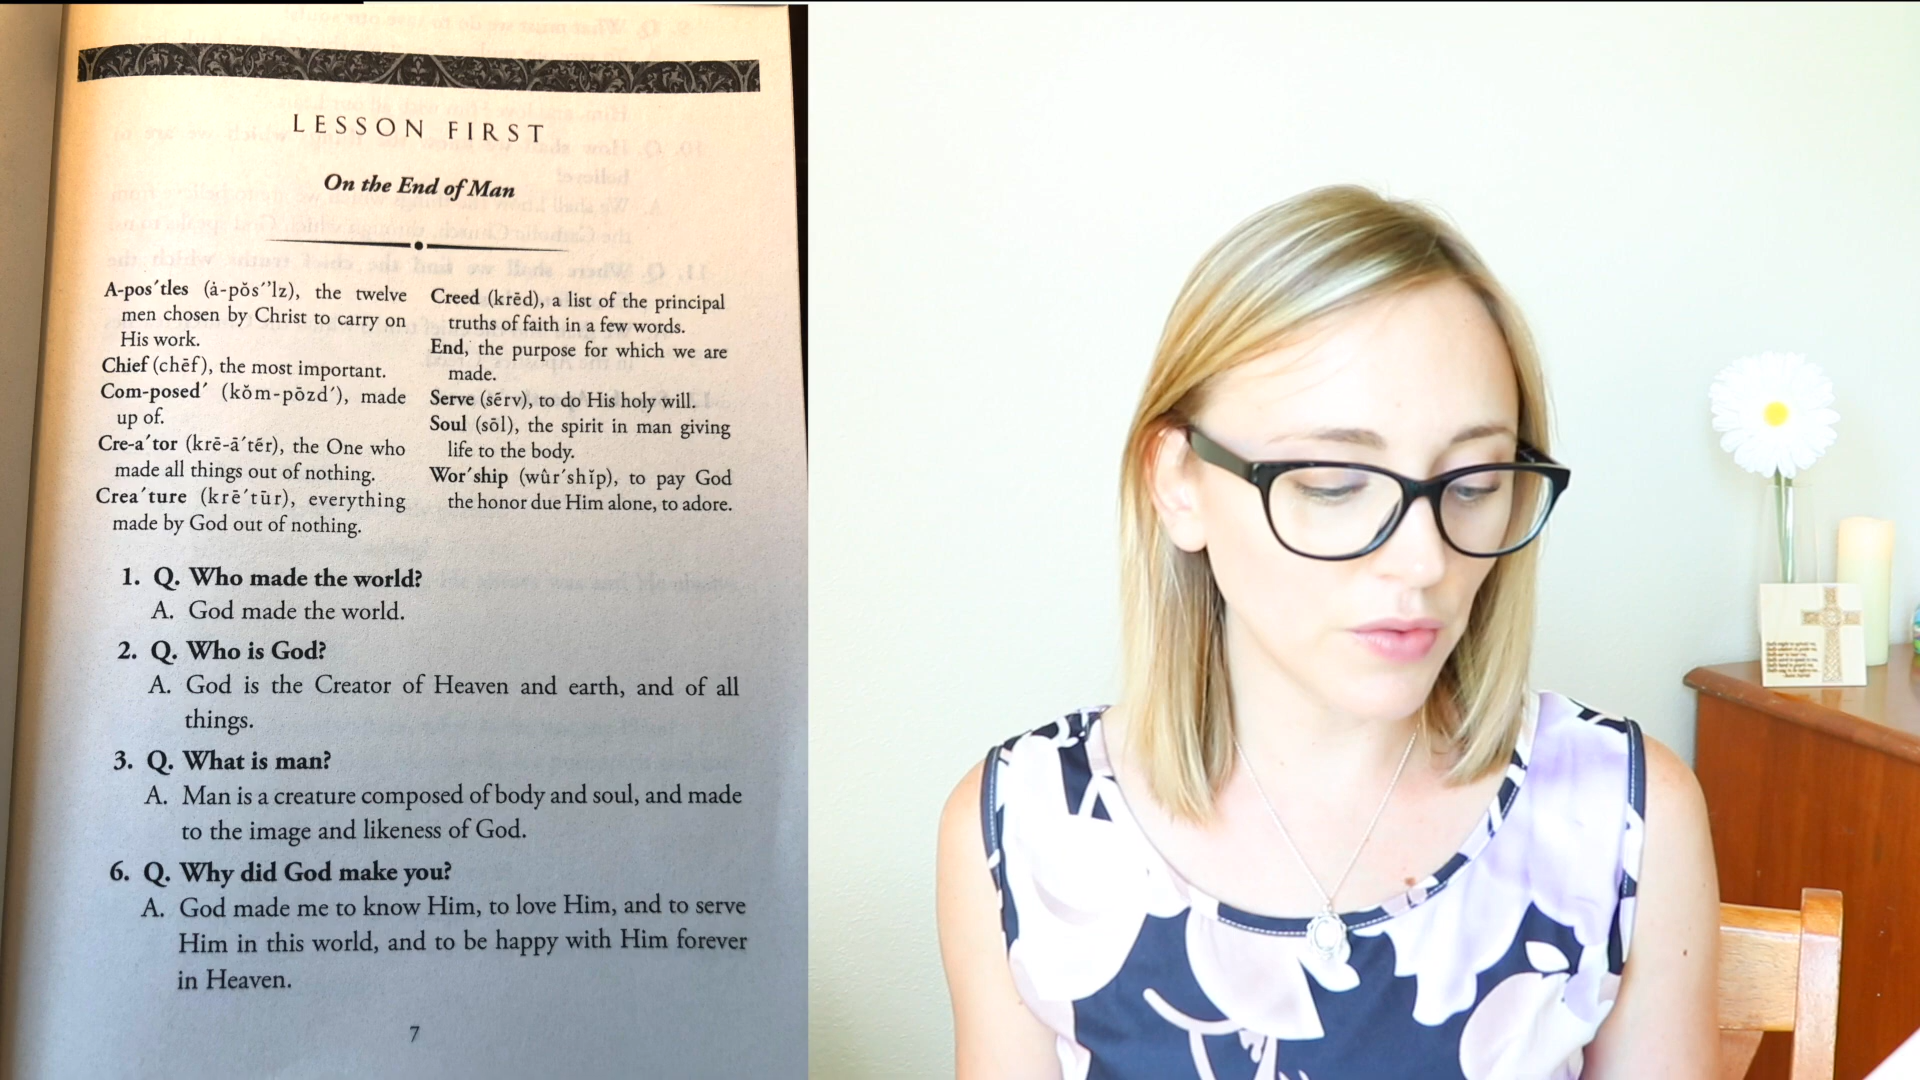 LESSON FIRST
On the End of Man
A-pos´tles (ȧ-pŏs´’lz), the twelve
men chosen by Christ to carry on
His work.
Chief (chēf), the most important.
Com-posed´ (kŏm-pōzd´), made
up of.
Cre-a´tor (krē-ā´tẽr), the One who
made all things out of nothing.
Crea´ture (krē´tūr), everything
made by God out of nothing.
Creed (krēd), a list of the principal
truths of faith in a few words.
End, the purpose for which we are
made.
Serve (sẽrv), to do His holy will.
Soul (sōl), the spirit in man giving
life to the body.
Wor´ship (wûr´shĭp), to pay God
the honor due Him alone, to adore.
1. Q. Who made the world?
A. God made the world.
2. Q. Who is God?
A. God is the Creator of Heaven and earth, and of all
things.
3. Q. What is man?
A. Man is a creature composed of body and soul, and made
to the image and likeness of God.
6. Q. Why did God make you?
A. God made me to know Him, to love Him, and to serve
Him in this world, and to be happy with Him forever
in Heaven.
7